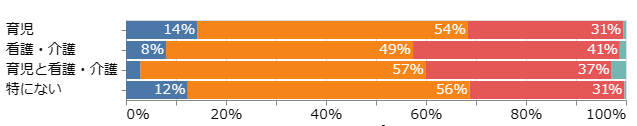 育児 14% 54% 31%
看護・介護 8% 49% 41%
育児と看護・介護 57% 37%
特にない 12% 56% 31%
0% 20% 40% 60% 80% 100%